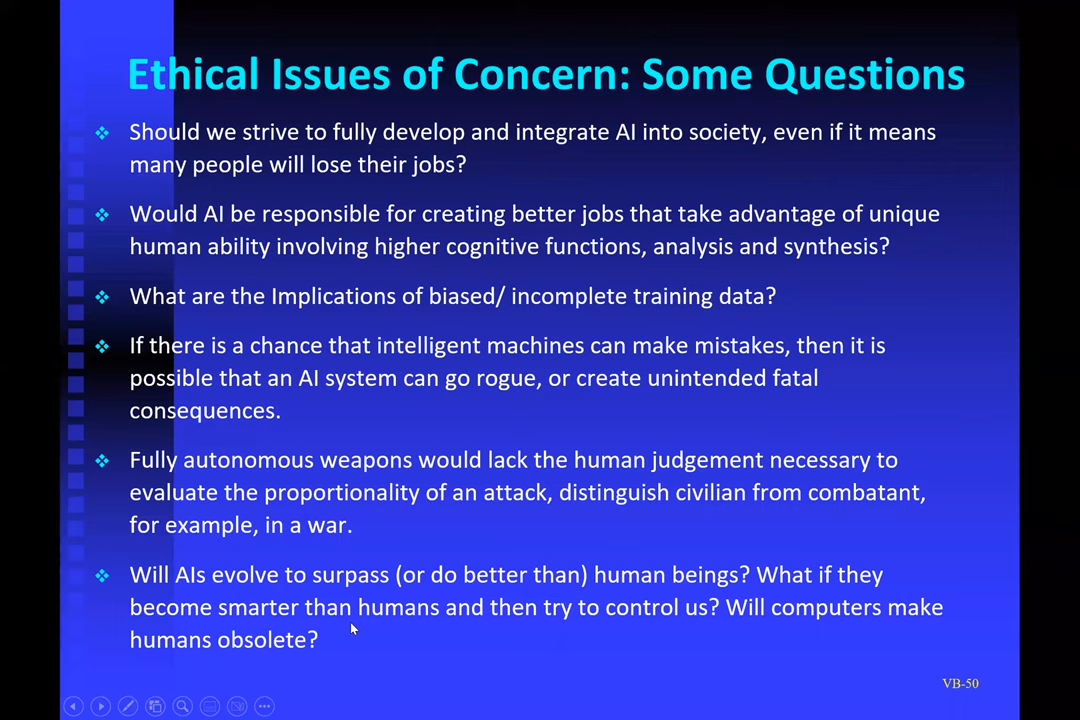 Ethical Issues of Concern: Some Questions
Should we strive to fully develop and integrate AI into society, even if it means
many people will lose their jobs?
Would AI be responsible for creating better jobs that take advantage of unique
human ability involving higher cognitive functions, analysis and synthesis?
What are the Implications of biased/ incomplete training data?
If there is a chance that intelligent machines can make mistakes, then it is
possible that an AI system can go rogue, or create unintended fatal
consequences.
Fully autonomous weapons would lack the human judgement necessary to
evaluate the proportionality of an attack, distinguish civilian from combatant,
for example, in a war.
Will AIs evolve to surpass (or do better than) human beings? What if they
become smarter than humans and then try to control us? Will computers make
humans obsolete?
VB-50